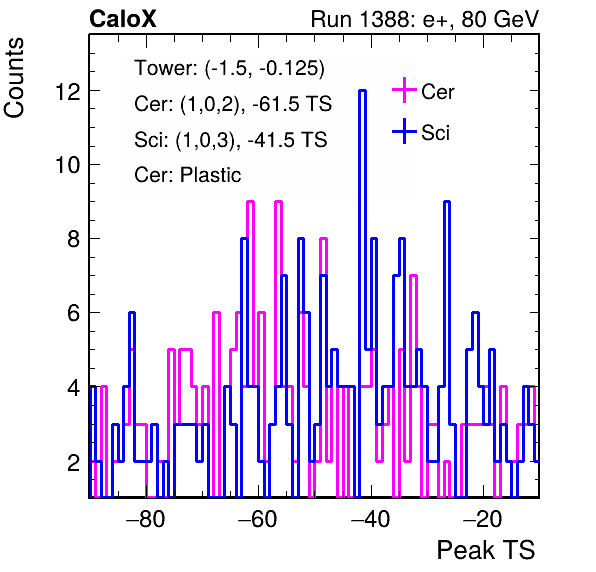 CaloX Run 1388: e+, 80 GeV
Counts
Tower: (-1.5, -0.125)
Cer: (1,0,2), -61.5 TS
Sci: (1,0,3), -41.5 TS
Cer: Plastic
Cer
Sci
12
10
8
6
4
2
−80 −60 −40 −20
Peak TS